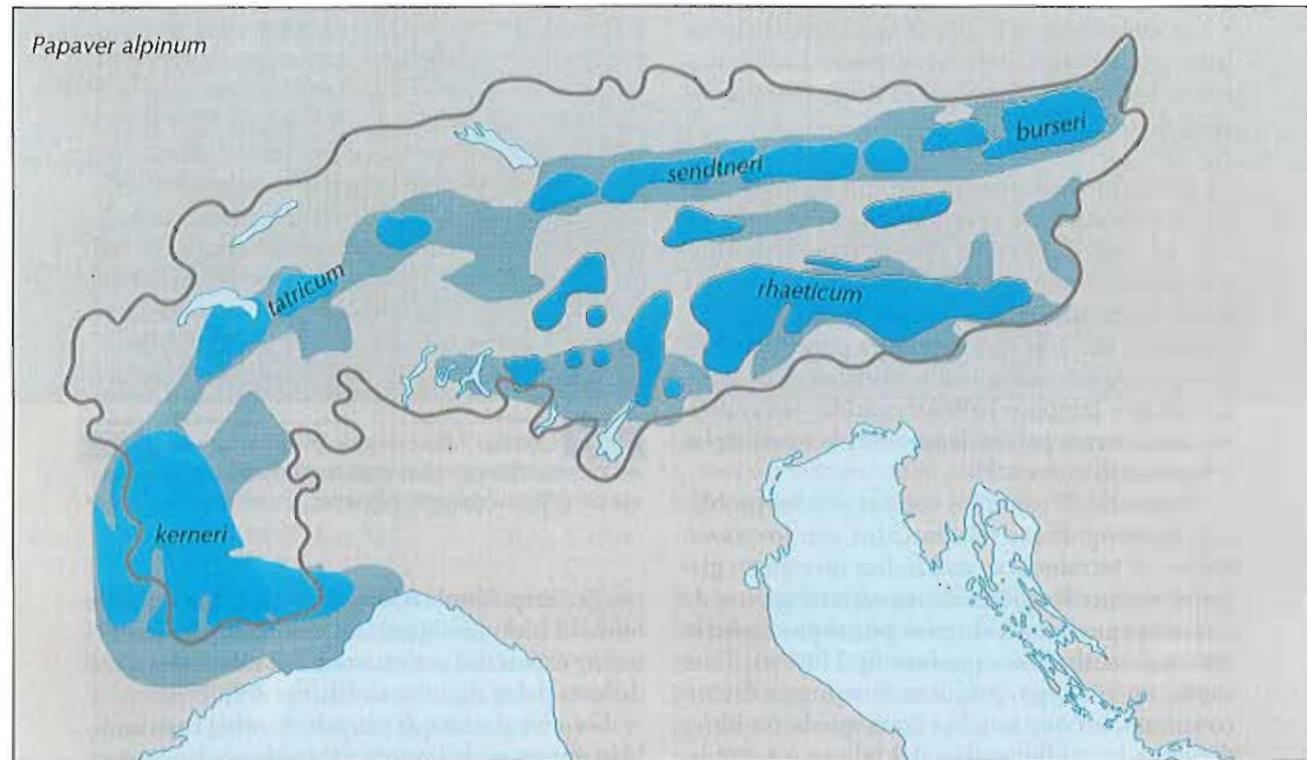 Papaver alpinum
burseri
sendtneri
tatricum
rhaeticum
kerneri